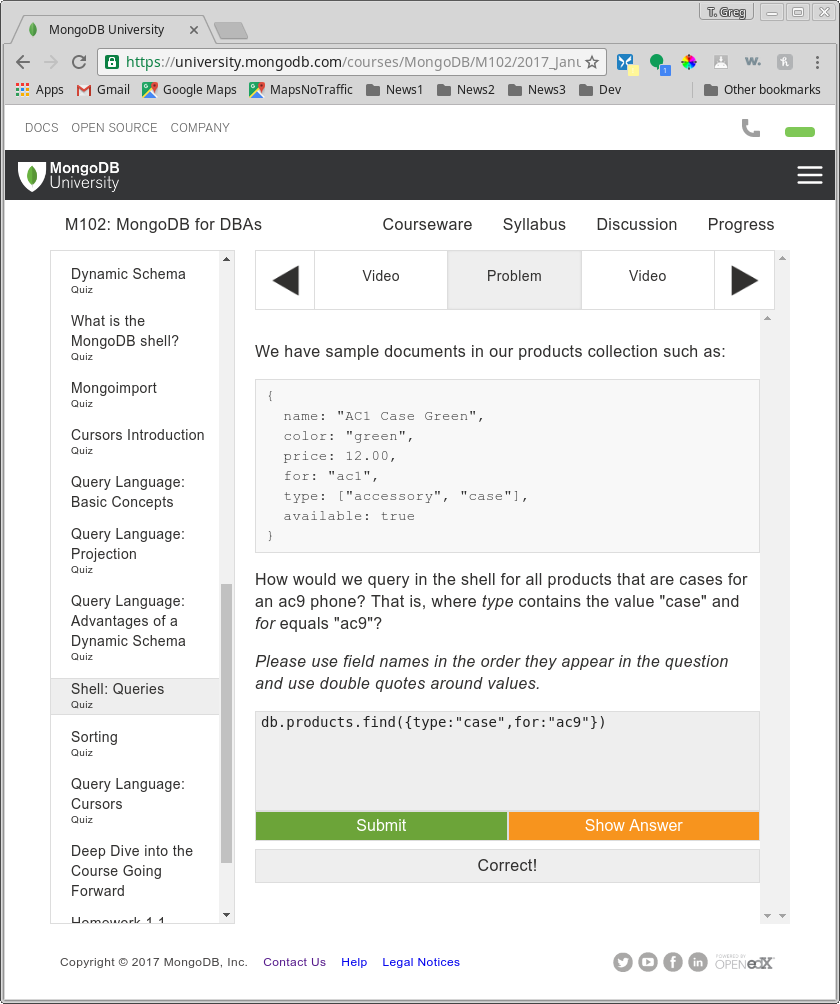 T. Greg
MongoDB University
https://university.mongodb.com/courses/MongoDB/M102/2017_Janu
1
w.
Apps Gmail Google Maps MapsNoTraffic News1 News2 News3 Dev Other bookmarks
DOCS OPEN SOURCE COMPANY
MongoDB
University
M102: MongoDB for DBAs Courseware Syllabus Discussion Progress
Dynamic Schema
Quiz
What is the
MongoDB shell?
Quiz
Mongoimport
Quiz
Cursors Introduction
Quiz
Query Language:
Basic Concepts
Query Language:
Projection
Quiz
Query Language:
Advantages of a
Dynamic Schema
Quiz
Shell: Queries
Quiz
Sorting
Quiz
Query Language:
Cursors
Quiz
Deep Dive into the
Course Going
Forward
Homework 1.1
Video Problem Video
We have sample documents in our products collection such as:
{
name: "AC1 Case Green",
color: "green",
price: 12.00,
for: "ac1",
type: ["accessory", "case"],
available: true
}
How would we query in the shell for all products that are cases for
an ac9 phone? That is, where type contains the value "case" and
for equals "ac9"?
Please use field names in the order they appear in the question
and use double quotes around values.
db.products.find({type:"case",for:"ac9"})
Submit Show Answer
Correct!
Copyright © 2017 MongoDB, Inc. Contact Us Help Legal Notices
POWERED BY
OPEN edX